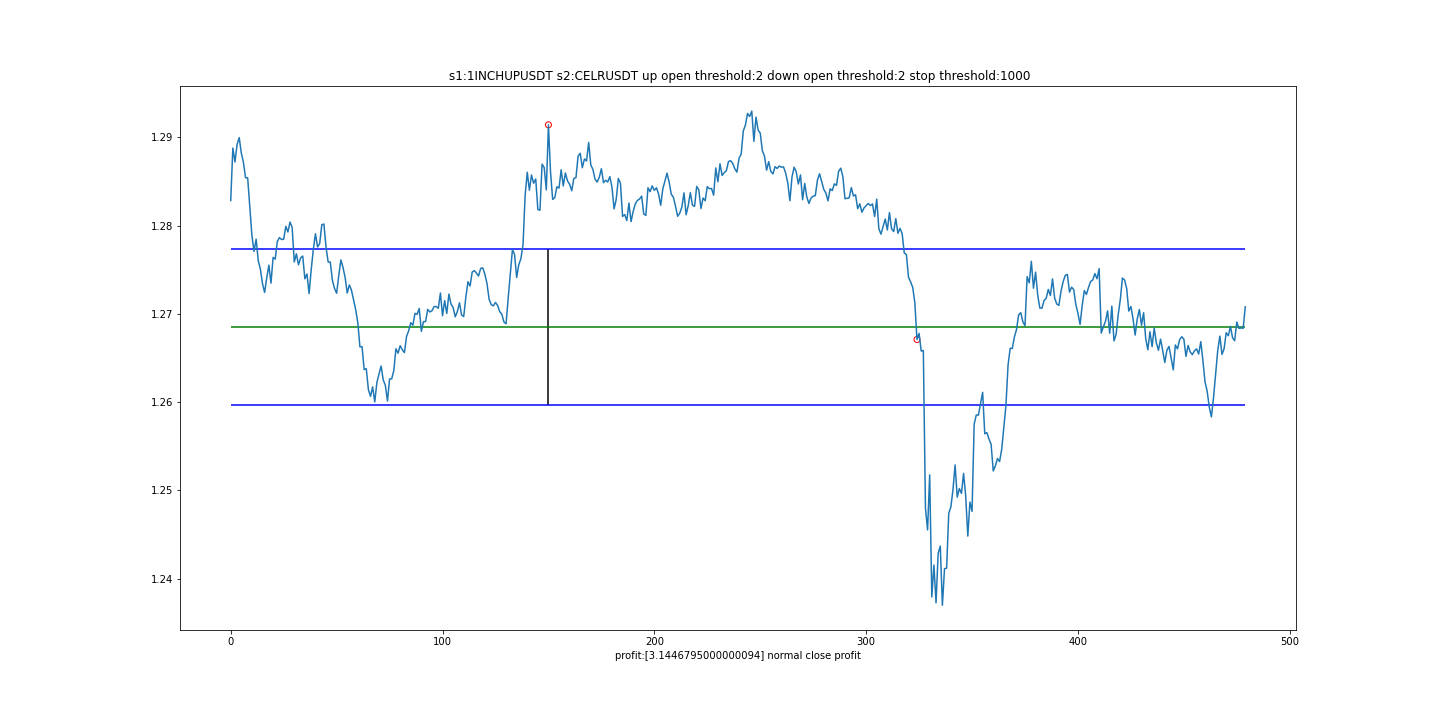 s1:1INCHUPUSDT s2:CELRUSDT up open threshold:2 down open threshold:2 stop threshold:1000
1.29
1.28
1.27
1.26
1.25
1.24
0 100 200 300 400 500
profit:[3.1446795000000094] normal close profit